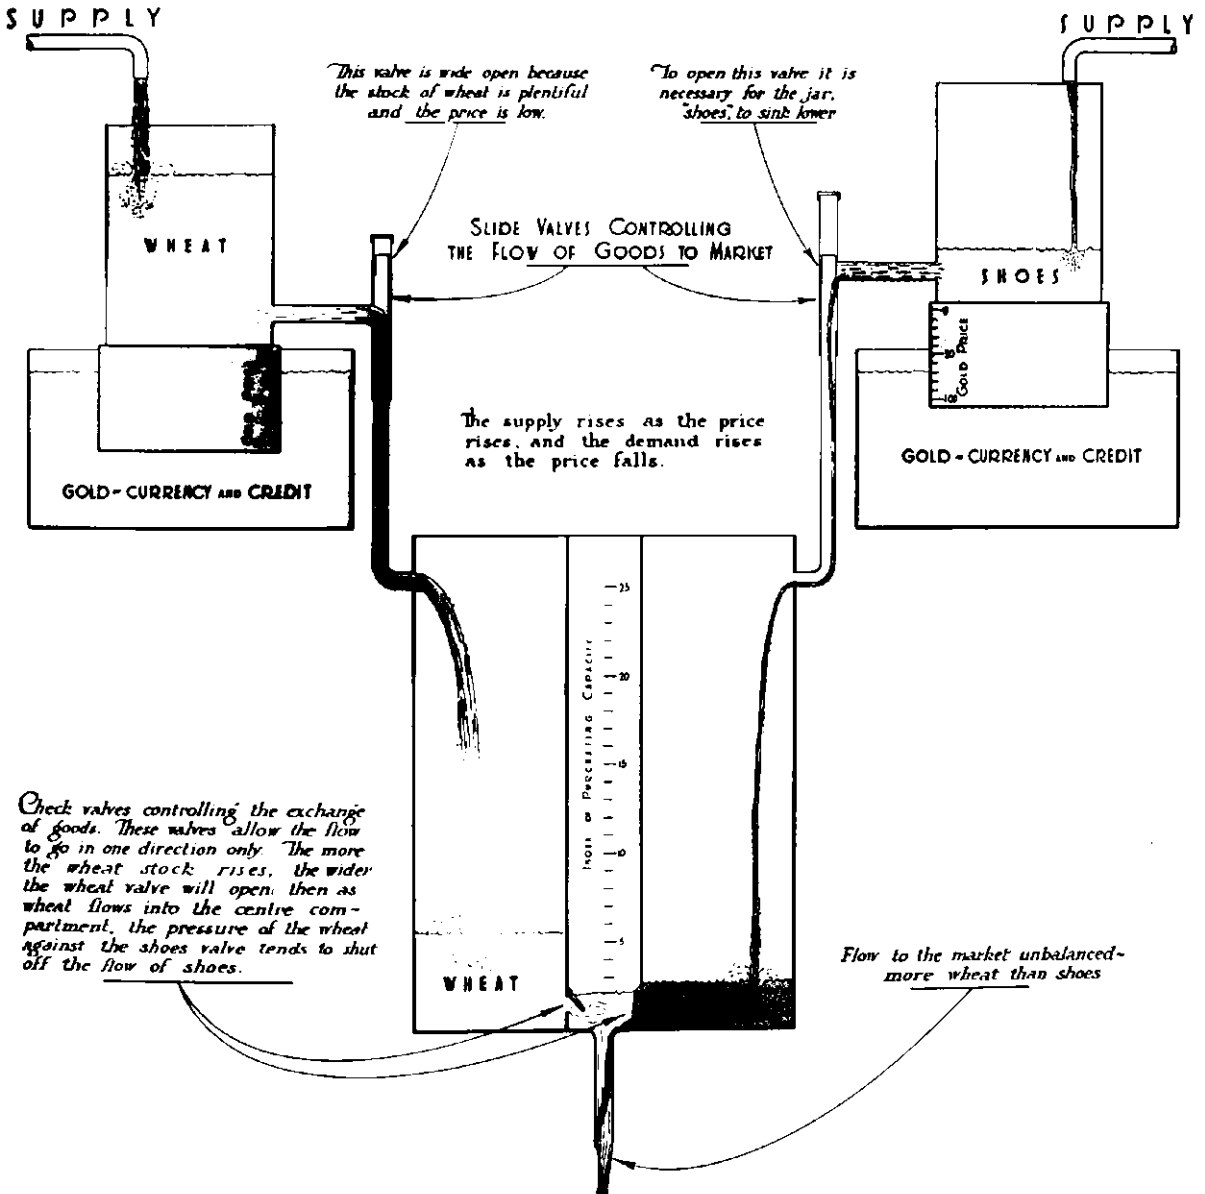 SUPPLY
SUPPLY
This valve is wide open because
the stock of wheat is plentiful
and the price is low.
To open this valve it is
necessary for the jar,
"shoes", to sink lower
WHEAT
SLIDE VALVES CONTROLLING
THE FLOW OF GOODS TO MARKET
SHOES
GOLD PRICE
GOLD - CURRENCY AND CREDIT
GOLD - CURRENCY AND CREDIT
The supply rises as the price
rises, and the demand rises
as the price falls.
25
20
15
10
5
INDEX OF PURCHASING CAPACITY
Check valves controlling the exchange
of goods. These valves allow the flow
to go in one direction only. The more
the wheat stock rises, the wider
the wheat valve will open; then as
wheat flows into the centre com-
partment, the pressure of the wheat
against the shoes valve tends to shut
off the flow of shoes.
WHEAT
Flow to the market unbalanced-
more wheat than shoes